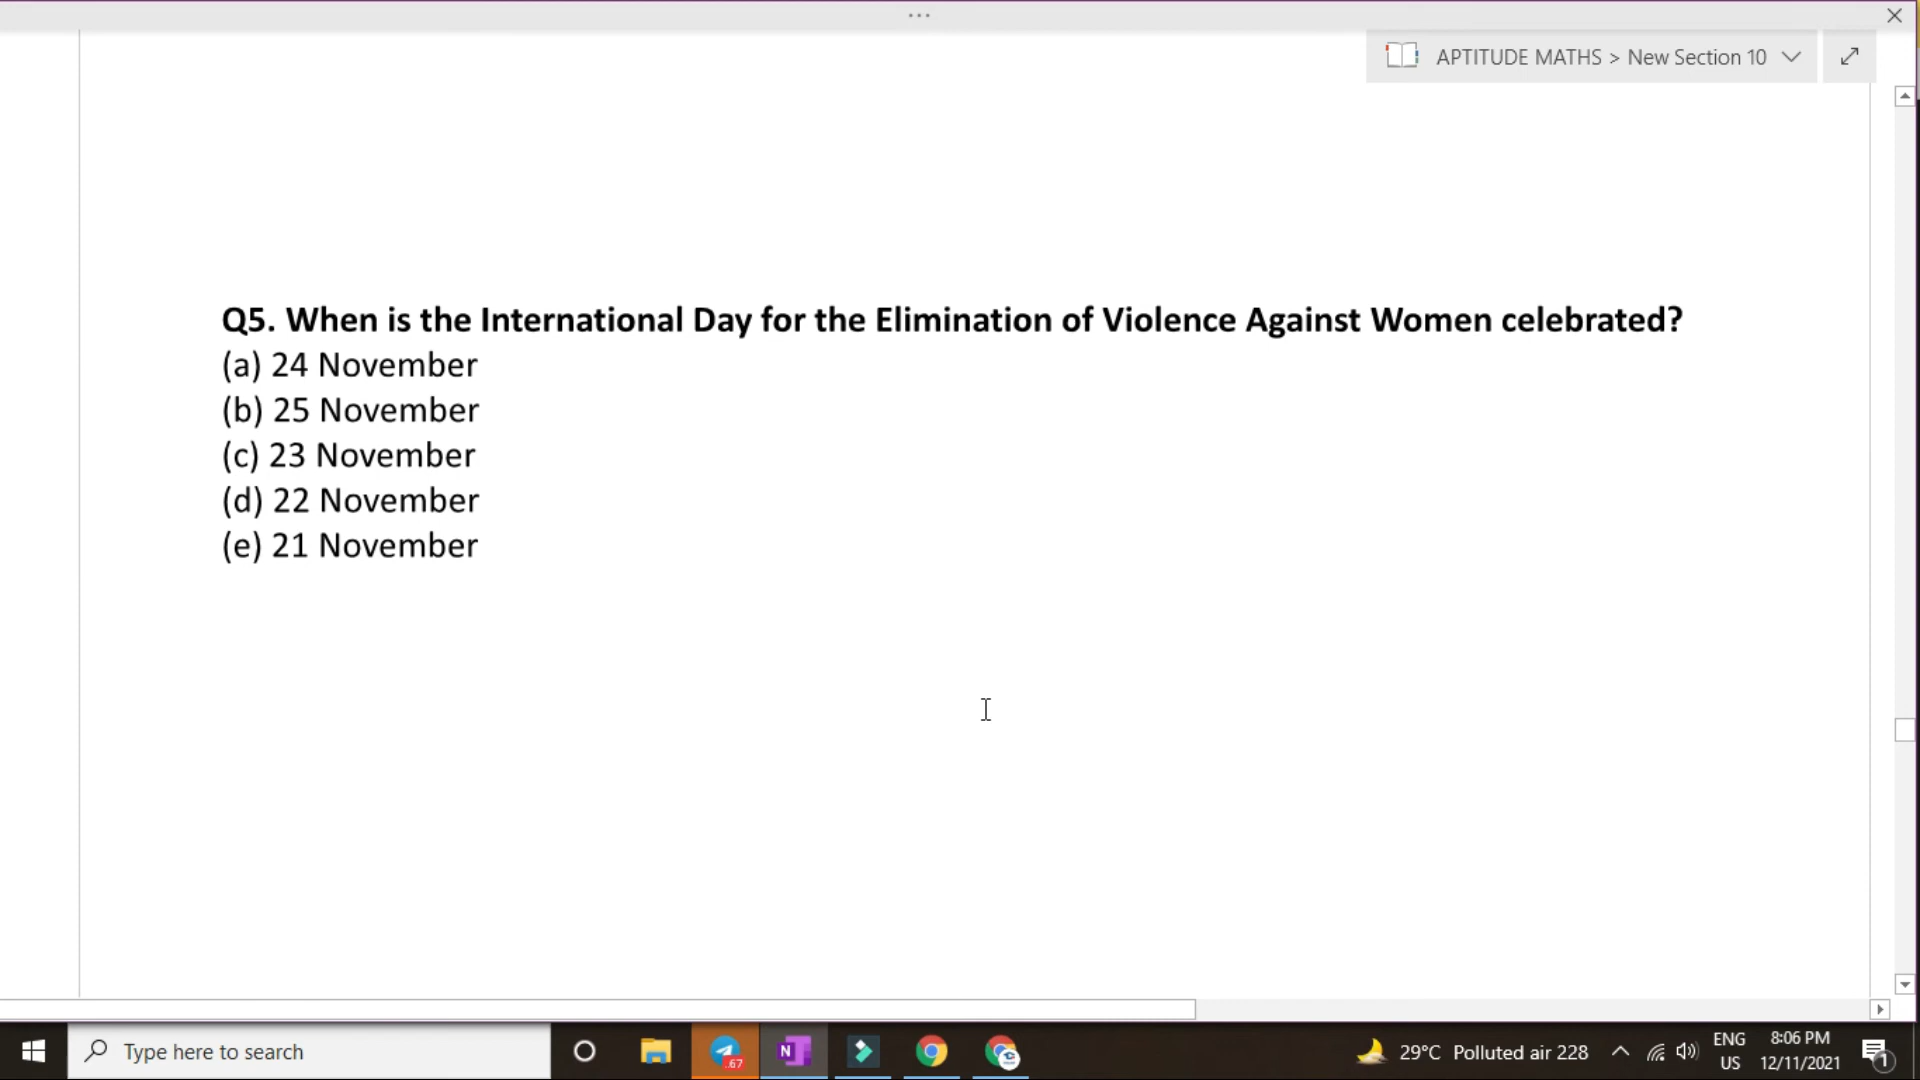 APTITUDE MATHS > New Section 10
Q5. When is the International Day for the Elimination of Violence Against Women celebrated?
(a) 24 November
(b) 25 November
(c) 23 November
(d) 22 November
(e) 21 November
Type here to search
.67
N
29°C Polluted air 228
ENG
US
8:06 PM
12/11/2021
1